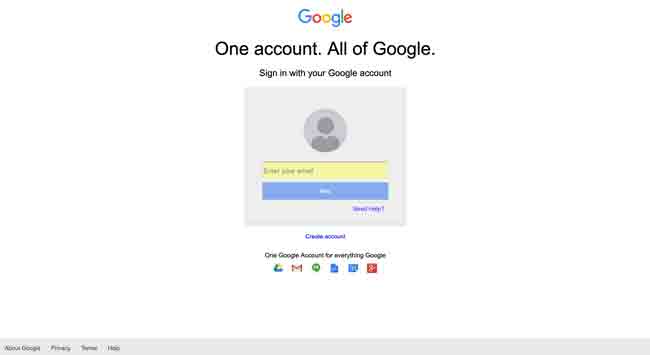 Google
One account. All of Google.
Sign in with your Google account
Enter your email
Need Help?
Create account
One Google Account for everything Google
About Google Privacy Terms Help